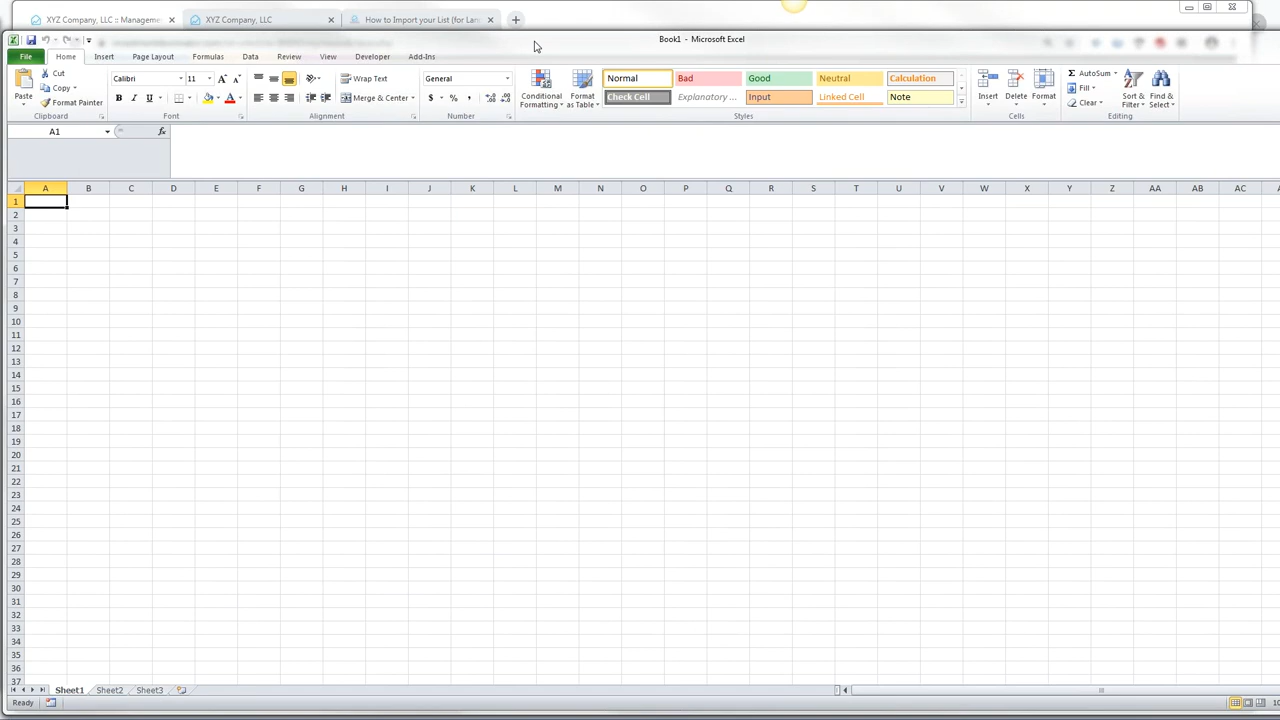 XYZ Company, LLC :: Manageme
XYZ Company, LLC
How to Import your List (for Lan
Book1 - Microsoft Excel
File Home Insert Page Layout Formulas Data Review View Developer Add-Ins
Paste
Cut
Copy
Format Painter
Clipboard
Calibri 11
A A
U A
Font
Wrap Text
Merge & Center
Alignment
General
%
Number
Conditional Formatting
Format as Table
Normal Bad Good Neutral Calculation
Check Cell Explanatory ... Input Linked Cell Note
Styles
Insert Delete Format
Cells
Σ AutoSum
Fill
Clear
Sort & Filter
Find & Select
Editing
A1 fx
A B C D E F G H I J K L M N O P Q R S T U V W X Y Z AA AB AC
1
2
3
4
5
6
7
8
9
10
11
12
13
14
15
16
17
18
19
20
21
22
23
24
25
26
27
28
29
30
31
32
33
34
35
36
37
Sheet1 Sheet2 Sheet3
Ready
10